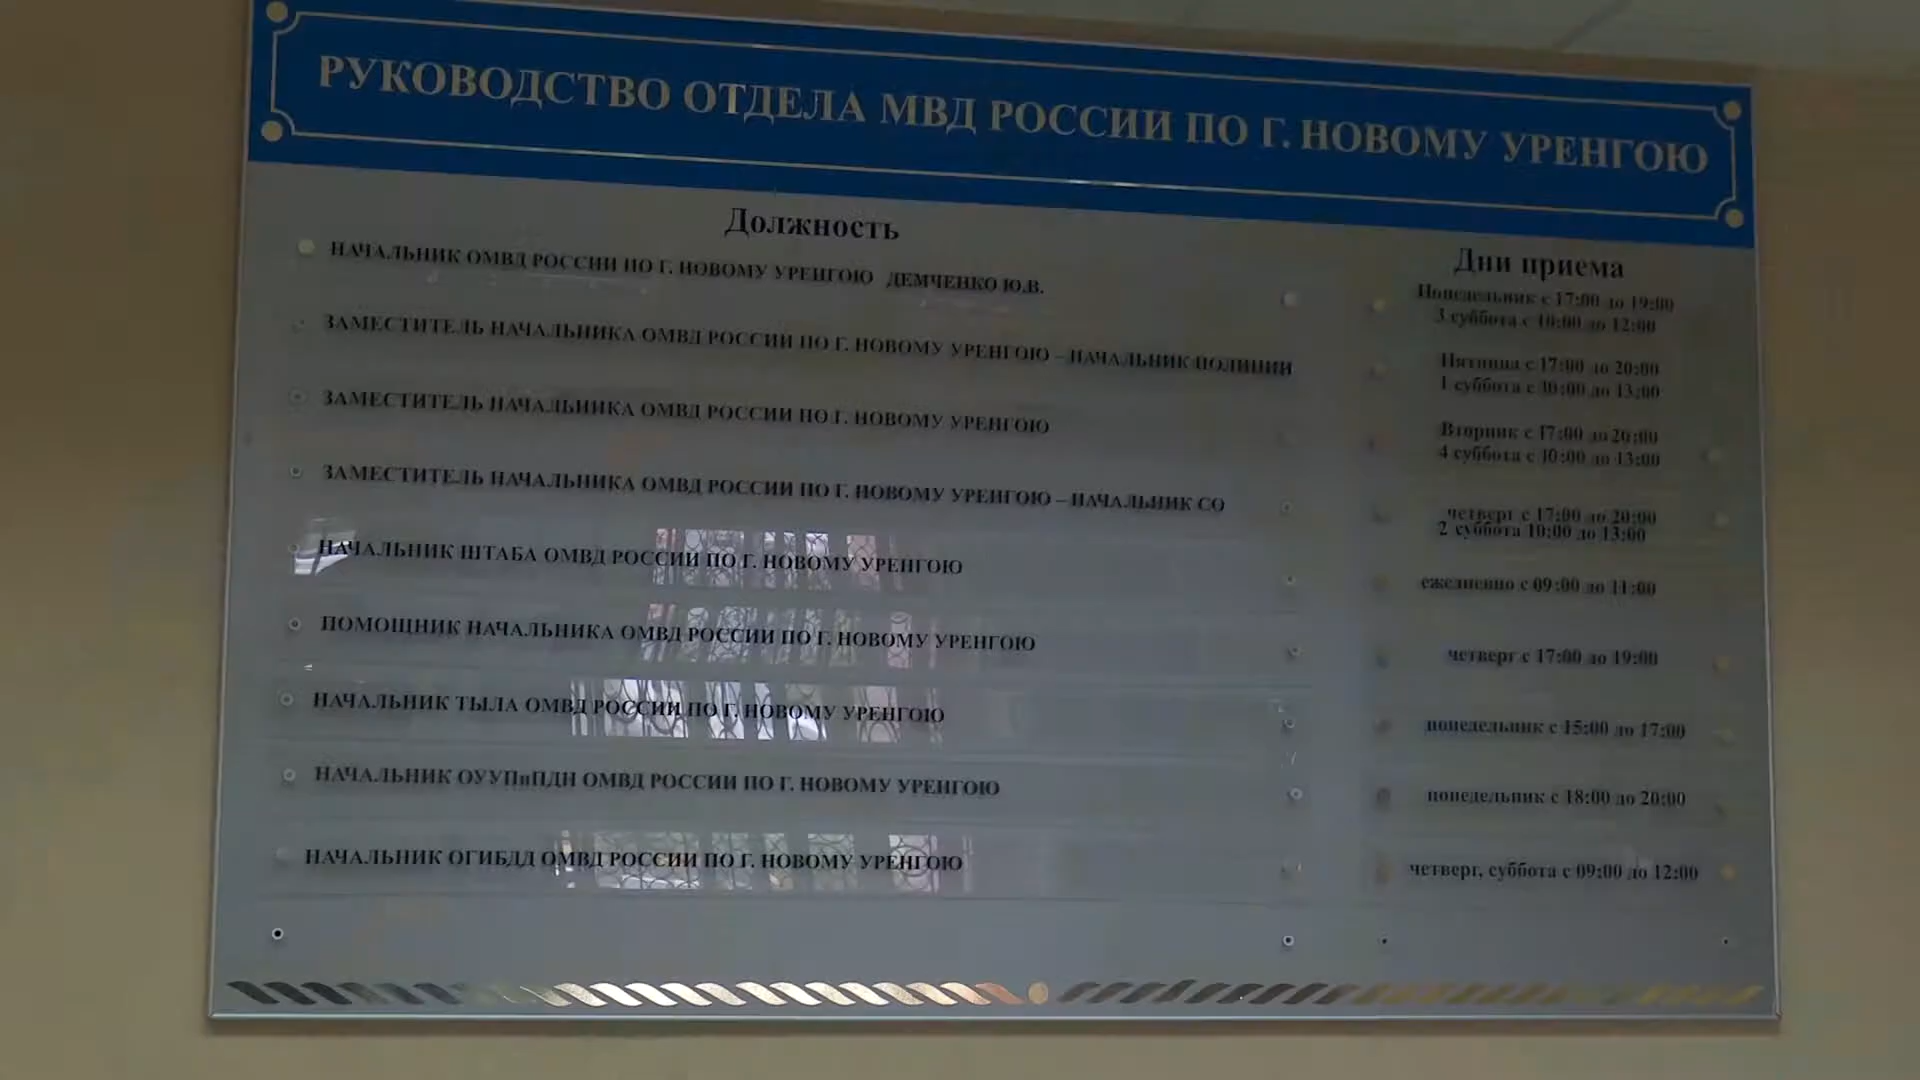 РУКОВОДСТВО ОТДЕЛА МВД РОССИИ ПО Г. НОВОМУ УРЕНГОЮ
Должность
Дни приема
НАЧАЛЬНИК ОМВД РОССИИ ПО Г. НОВОМУ УРЕНГОЮ ДЕМЧЕНКО Ю.В.
Понедельник с 17:00 до 19:00
3 суббота с 10:00 до 12:00
ЗАМЕСТИТЕЛЬ НАЧАЛЬНИКА ОМВД РОССИИ ПО Г. НОВОМУ УРЕНГОЮ – НАЧАЛЬНИК ПОЛИЦИИ
Пятница с 17:00 до 20:00
1 суббота с 10:00 до 13:00
ЗАМЕСТИТЕЛЬ НАЧАЛЬНИКА ОМВД РОССИИ ПО Г. НОВОМУ УРЕНГОЮ
Вторник с 17:00 до 20:00
4 суббота с 10:00 до 13:00
ЗАМЕСТИТЕЛЬ НАЧАЛЬНИКА ОМВД РОССИИ ПО Г. НОВОМУ УРЕНГОЮ – НАЧАЛЬНИК СО
четверг с 17:00 до 20:00
2 суббота 10:00 до 13:00
НАЧАЛЬНИК ШТАБА ОМВД РОССИИ ПО Г. НОВОМУ УРЕНГОЮ
ежедневно с 09:00 до 11:00
ПОМОЩНИК НАЧАЛЬНИКА ОМВД РОССИИ ПО Г. НОВОМУ УРЕНГОЮ
четверг с 17:00 до 19:00
НАЧАЛЬНИК ТЫЛА ОМВД РОССИИ ПО Г. НОВОМУ УРЕНГОЮ
понедельник с 15:00 до 17:00
НАЧАЛЬНИК ОУУПиПДН ОМВД РОССИИ ПО Г. НОВОМУ УРЕНГОЮ
понедельник с 18:00 до 20:00
НАЧАЛЬНИК ОГИБДД ОМВД РОССИИ ПО Г. НОВОМУ УРЕНГОЮ
четверг, суббота с 09:00 до 12:00